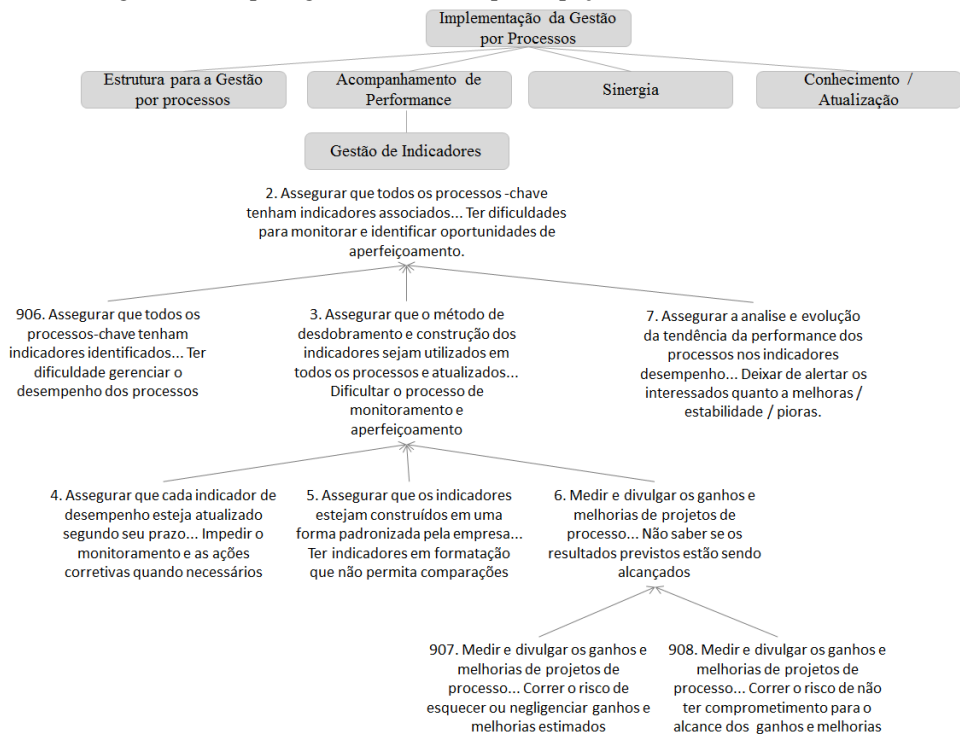 Implementação da Gestão
por Processos
Estrutura para a Gestão
por processos
Acompanhamento de
Performance
Sinergia
Conhecimento /
Atualização
Gestão de Indicadores
2. Assegurar que todos os processos -chave
tenham indicadores associados... Ter dificuldades
para monitorar e identificar oportunidades de
aperfeiçoamento.
906. Assegurar que todos os
processos-chave tenham
indicadores identificados... Ter
dificuldade gerenciar o
desempenho dos processos
3. Assegurar que o método de
desdobramento e construção dos
indicadores sejam utilizados em
todos os processos e atualizados...
Dificultar o processo de
monitoramento e
aperfeiçoamento
7. Assegurar a analise e evolução
da tendência da performance dos
processos nos indicadores
desempenho... Deixar de alertar os
interessados quanto a melhoras /
estabilidade / pioras.
4. Assegurar que cada indicador de
desempenho esteja atualizado
segundo seu prazo... Impedir o
monitoramento e as ações
corretivas quando necessários
5. Assegurar que os indicadores
estejam construídos em uma
forma padronizada pela empresa...
Ter indicadores em formatação
que não permita comparações
6. Medir e divulgar os ganhos e
melhorias de projetos de
processo... Não saber se os
resultados previstos estão sendo
alcançados
907. Medir e divulgar os ganhos e
melhorias de projetos de
processo... Correr o risco de
esquecer ou negligenciar ganhos e
melhorias estimados
908. Medir e divulgar os ganhos e
melhorias de projetos de
processo... Correr o risco de não
ter comprometimento para o
alcance dos ganhos e melhorias